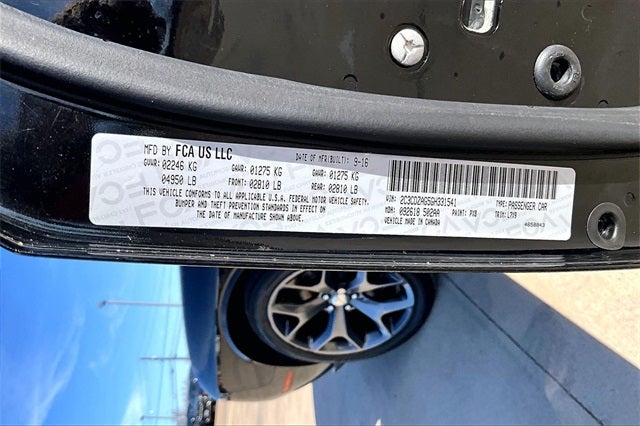 MFD BY FCA US LLC DATE OF MFR(BUILT): 9-16
GVWR: 02246 KG GAWR: 01275 KG GAWR: 01275 KG
04950 LB FRONT: 02810 LB REAR: 02810 LB
THIS VEHICLE CONFORMS TO ALL APPLICABLE U.S.A. FEDERAL MOTOR VEHICLE SAFETY,
BUMPER AND THEFT PREVENTION STANDARDS IN EFFECT ON
THE DATE OF MANUFACTURE SHOWN ABOVE.
VIN: 2C3CDZAG5GH331541 TYPE: PASSENGER CAR
MDH: 092618 502AA PAINT: PX8 TRIM: L7X9
VEHICLE MADE IN CANADA 4658843